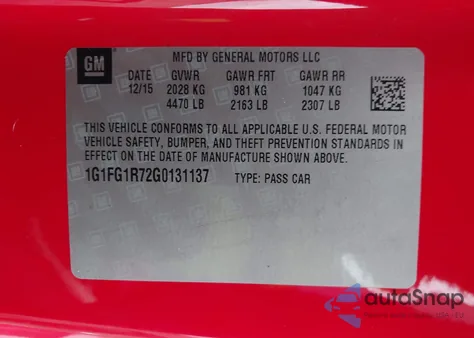 GM
MFD BY GENERAL MOTORS LLC
DATE GVWR GAWR FRT GAWR RR
12/15 2028 KG 981 KG 1047 KG
4470 LB 2163 LB 2307 LB
THIS VEHICLE CONFORMS TO ALL APPLICABLE U.S. FEDERAL MOTOR
VEHICLE SAFETY, BUMPER, AND THEFT PREVENTION STANDARDS
IN EFFECT ON THE DATE OF MANUFACTURE SHOWN ABOVE.
1G1FG1R72G0131137 TYPE: PASS CAR
autoSnap